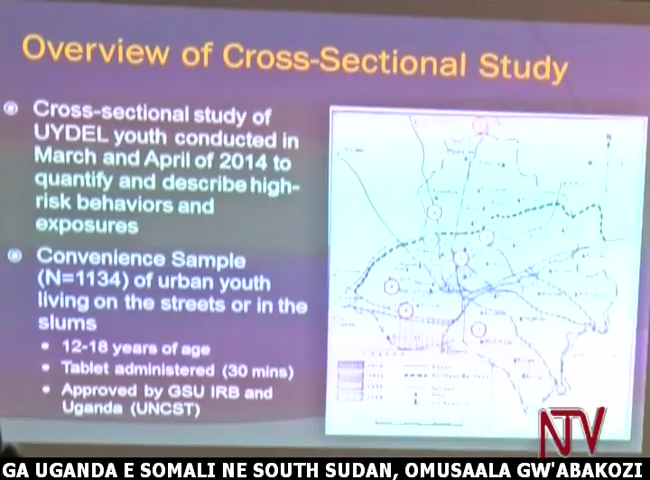 Overview of Cross-Sectional Study
Cross-sectional study of
UYDEL youth conducted in
March and April of 2014 to
quantify and describe high-
risk behaviors and
exposures
Convenience Sample
(N=1134) of urban youth
living on the streets or in the
slums
12-18 years of age
Tablet administered (30 mins)
Approved by GSU IRB and
Uganda (UNCST)
NTV
GA UGANDA E SOMALI NE SOUTH SUDAN, OMUSAALA GW'ABAKOZI